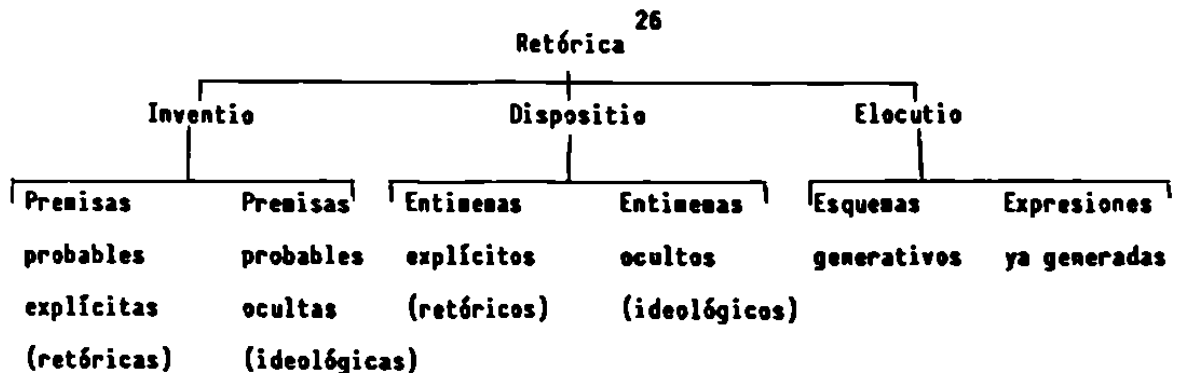 Retórica 26
Inventio Dispositio Elocutio
Premisas Premisas Entimemas Entimemas Esquemas Expresiones
probables probables explícitos ocultos generativos ya generadas
explícitas ocultas (retóricos) (ideológicos)
(retóricas) (ideológicas)